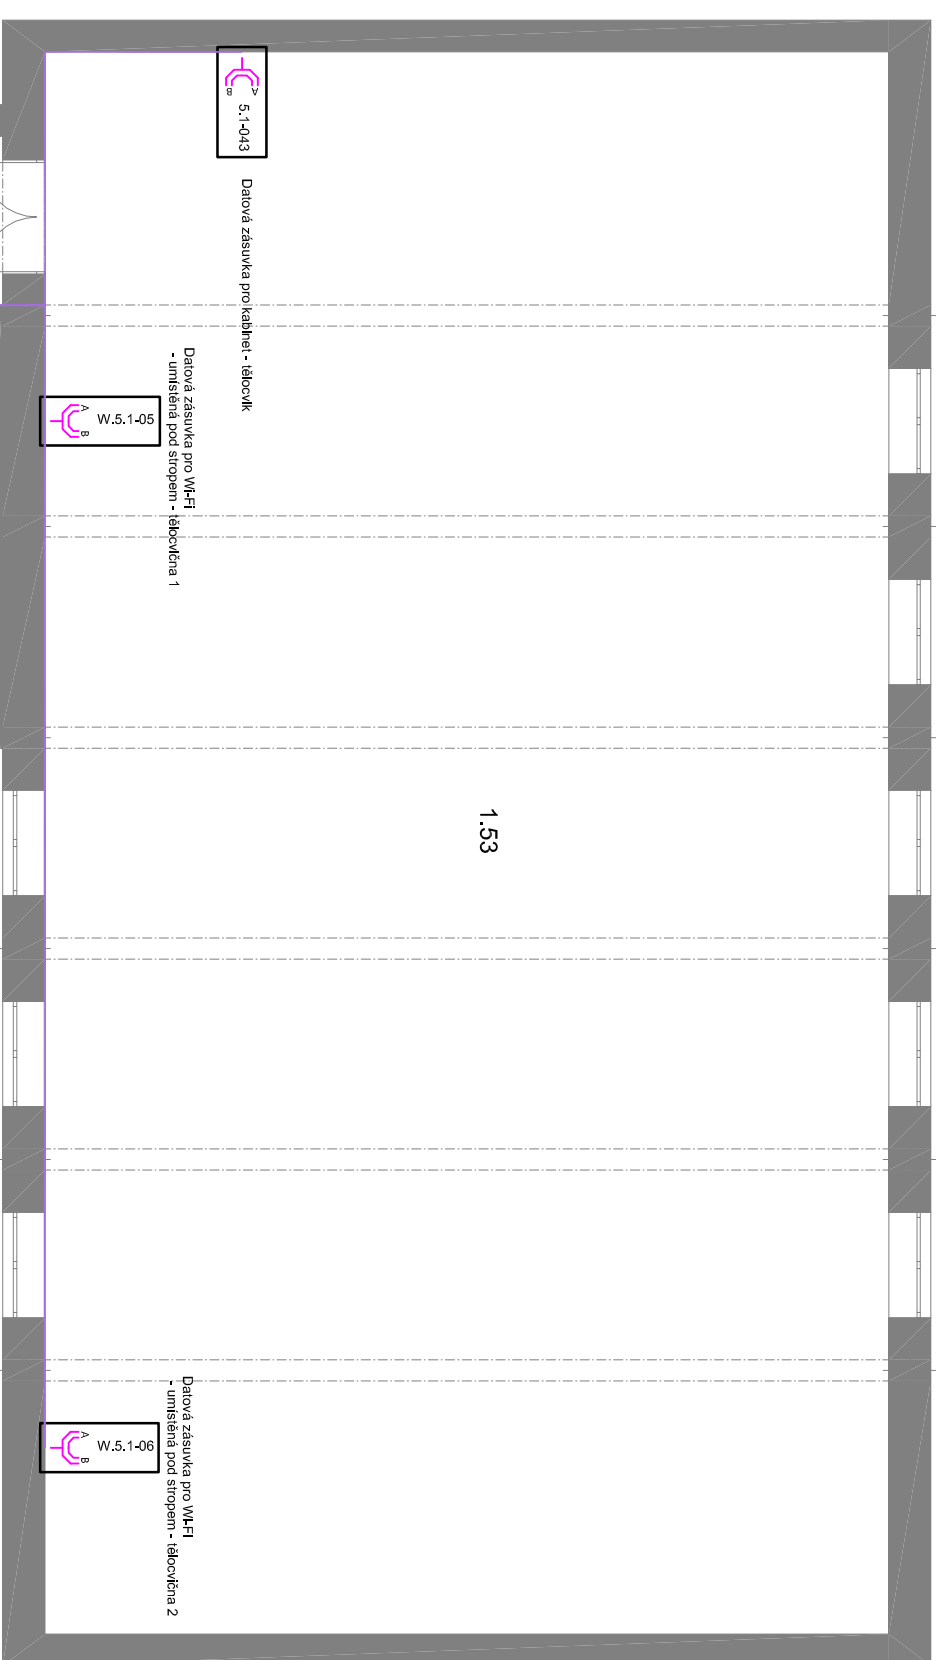 A
B
5.1-043
Datová zásuvka pro kabinet - tělocvik
A
B
W.5.1-05
Datová zásuvka pro Wi-Fi
- umístěná pod stropem - tělocvična 1
1.53
A
B
W.5.1-06
Datová zásuvka pro WI-FI
- umístěná pod stropem - tělocvična 2